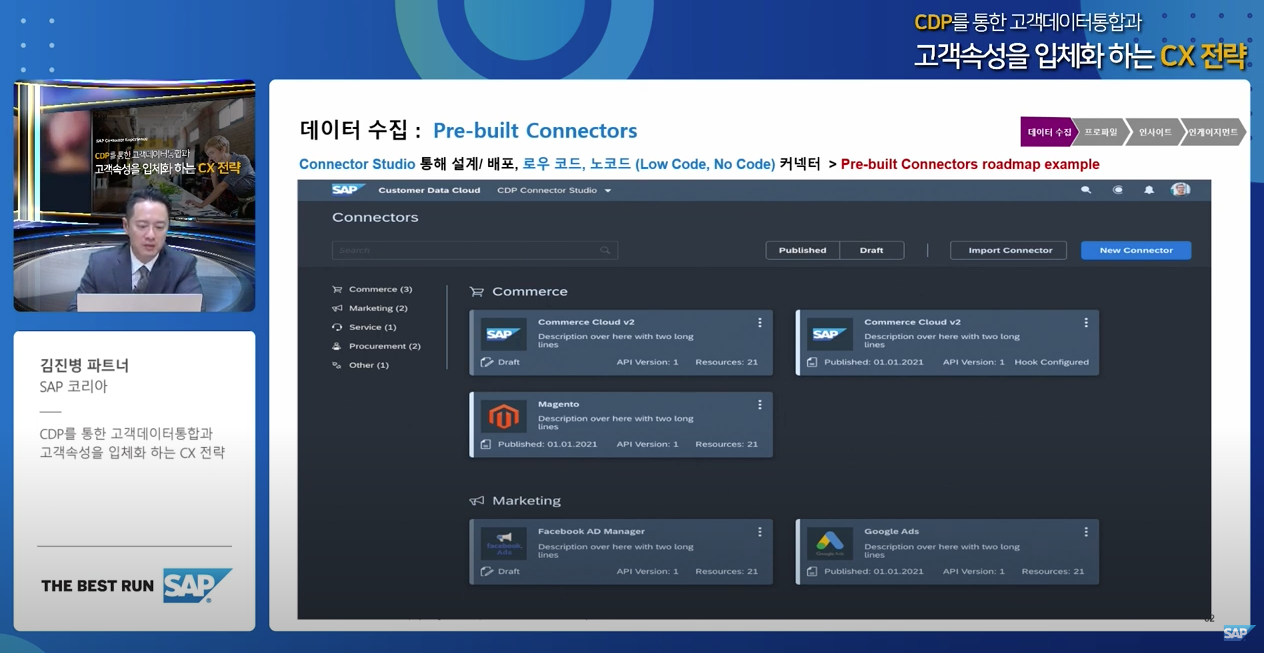 CDP를 통한 고객데이터통합과
고객속성을 입체화 하는 CX 전략
SAP Customer Experience
CDP를 통한 고객데이터통합과
고객속성을 입체화 하는 CX 전략
김진병 파트너
SAP 코리아
CDP를 통한 고객데이터통합과
고객속성을 입체화 하는 CX 전략
THE BEST RUN SAP
데이터 수집 : Pre-built Connectors
데이터 수집 프로파일 인사이트 인게이지먼트
Connector Studio 통해 설계/ 배포, 로우 코드, 노코드 (Low Code, No Code) 커넥터 > Pre-built Connectors roadmap example
SAP Customer Data Cloud CDP Connector Studio
Connectors
Search
Published Draft Import Connector New Connector
Commerce (3)
Marketing (2)
Service (1)
Procurement (2)
Other (1)
Commerce
SAP
Commerce Cloud v2
Description over here with two long
lines
Draft API Version: 1 Resources: 21
SAP
Commerce Cloud v2
Description over here with two long
lines
Published: 01.01.2021 API Version: 1 Hook Configured
Magento
Description over here with two long
lines
Published: 01.01.2021 API Version: 1 Resources: 21
Marketing
facebook
Ads
Facebook AD Manager
Description over here with two long
lines
Draft API Version: 1 Resources: 21
Google Ads
Google Ads
Description over here with two long
lines
Published: 01.01.2021 API Version: 1 Resources: 21
SAP